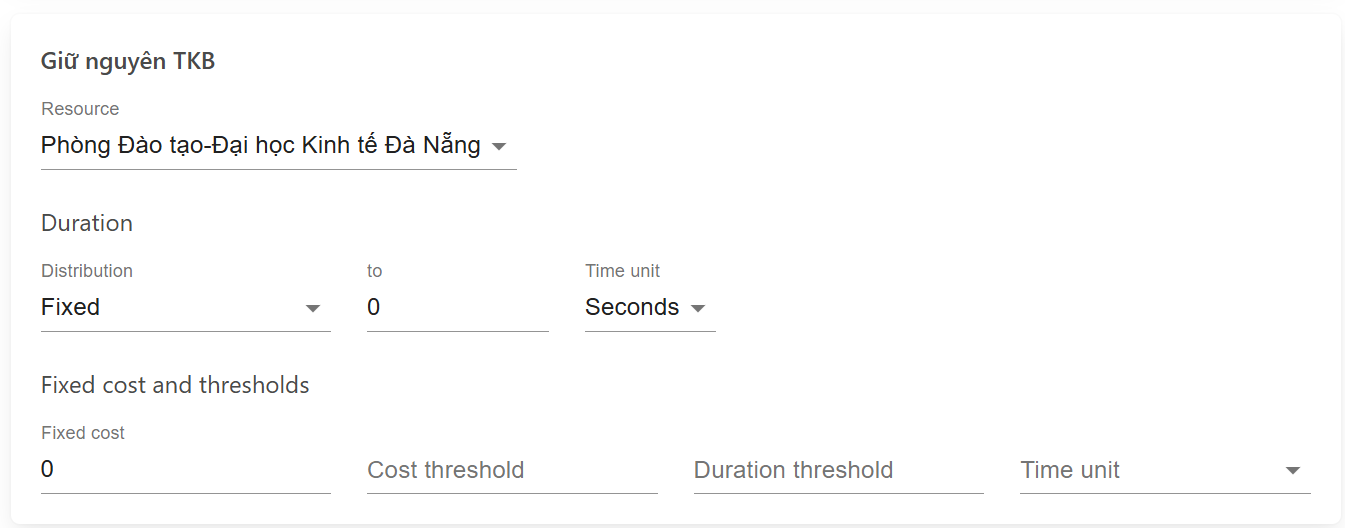 Giữ nguyên TKB
Resource
Phòng Đào tạo-Đại học Kinh tế Đà Nẵng
Duration
Distribution to Time unit
Fixed 0 Seconds
Fixed cost and thresholds
Fixed cost
0 Cost threshold Duration threshold Time unit